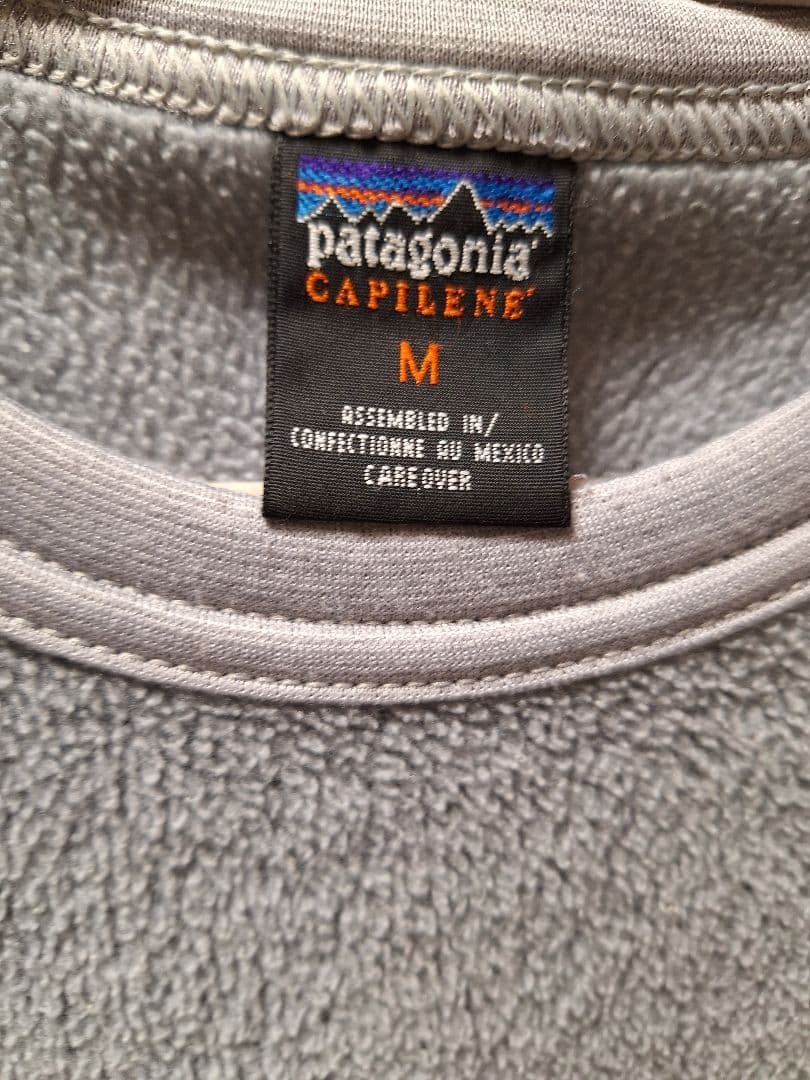 patagonia®
CAPILENE®
M
ASSEMBLED IN/
CONFECTIONNE AU MEXICO
CARE OVER